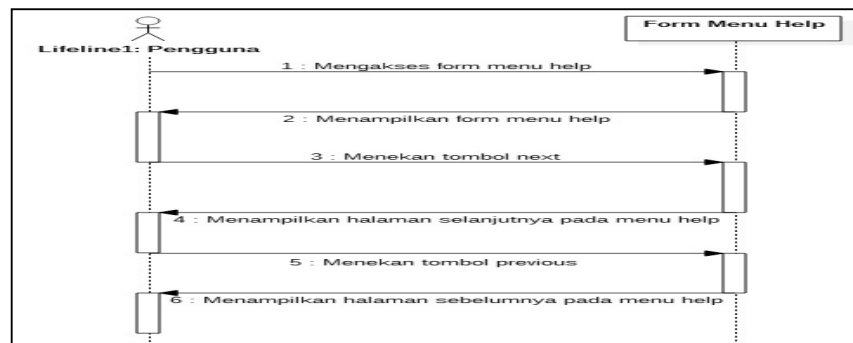 Form Menu Help
Lifeline1: Pengguna
1 : Mengakses form menu help
2 : Menampilkan form menu help
3 : Menekan tombol next
4 : Menampilkan halaman selanjutnya pada menu help
5 : Menekan tombol previous
6 : Menampilkan halaman sebelumnya pada menu help